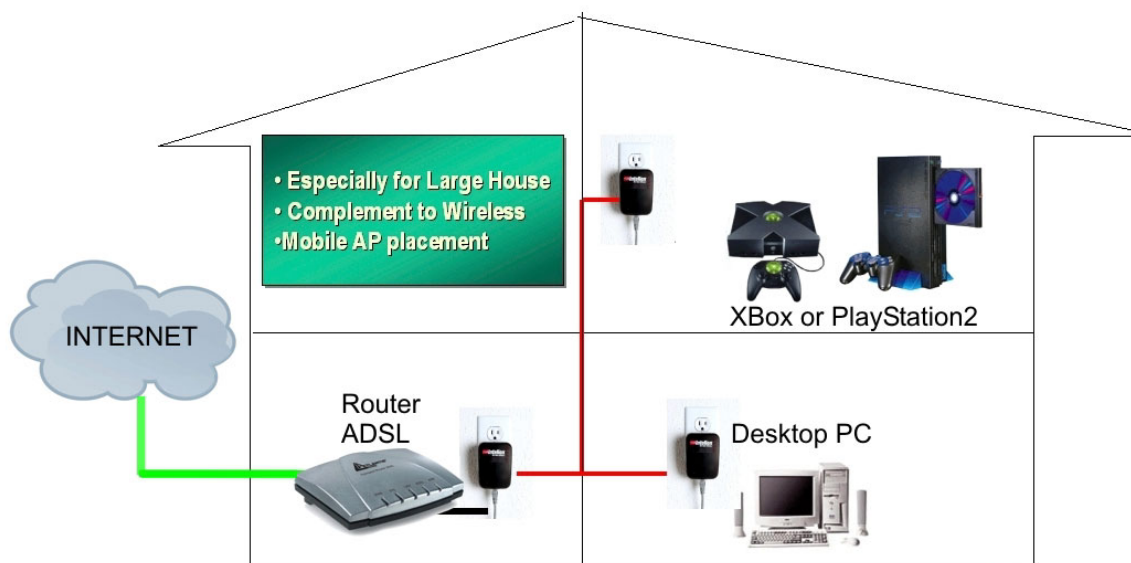 • Especially for Large House
• Complement to Wireless
•Mobile AP placement
INTERNET
XBox or PlayStation2
Router
ADSL
Desktop PC